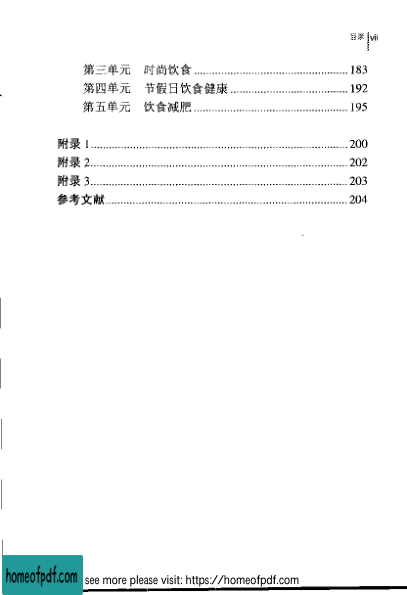 目录 vii
第三单元 时尚饮食 183
第四单元 节假日饮食健康 192
第五单元 饮食减肥 195
附录 1 200
附录 2 202
附录 3 203
参考文献 204
homeofpdf.com see more please visit: https://homeofpdf.com